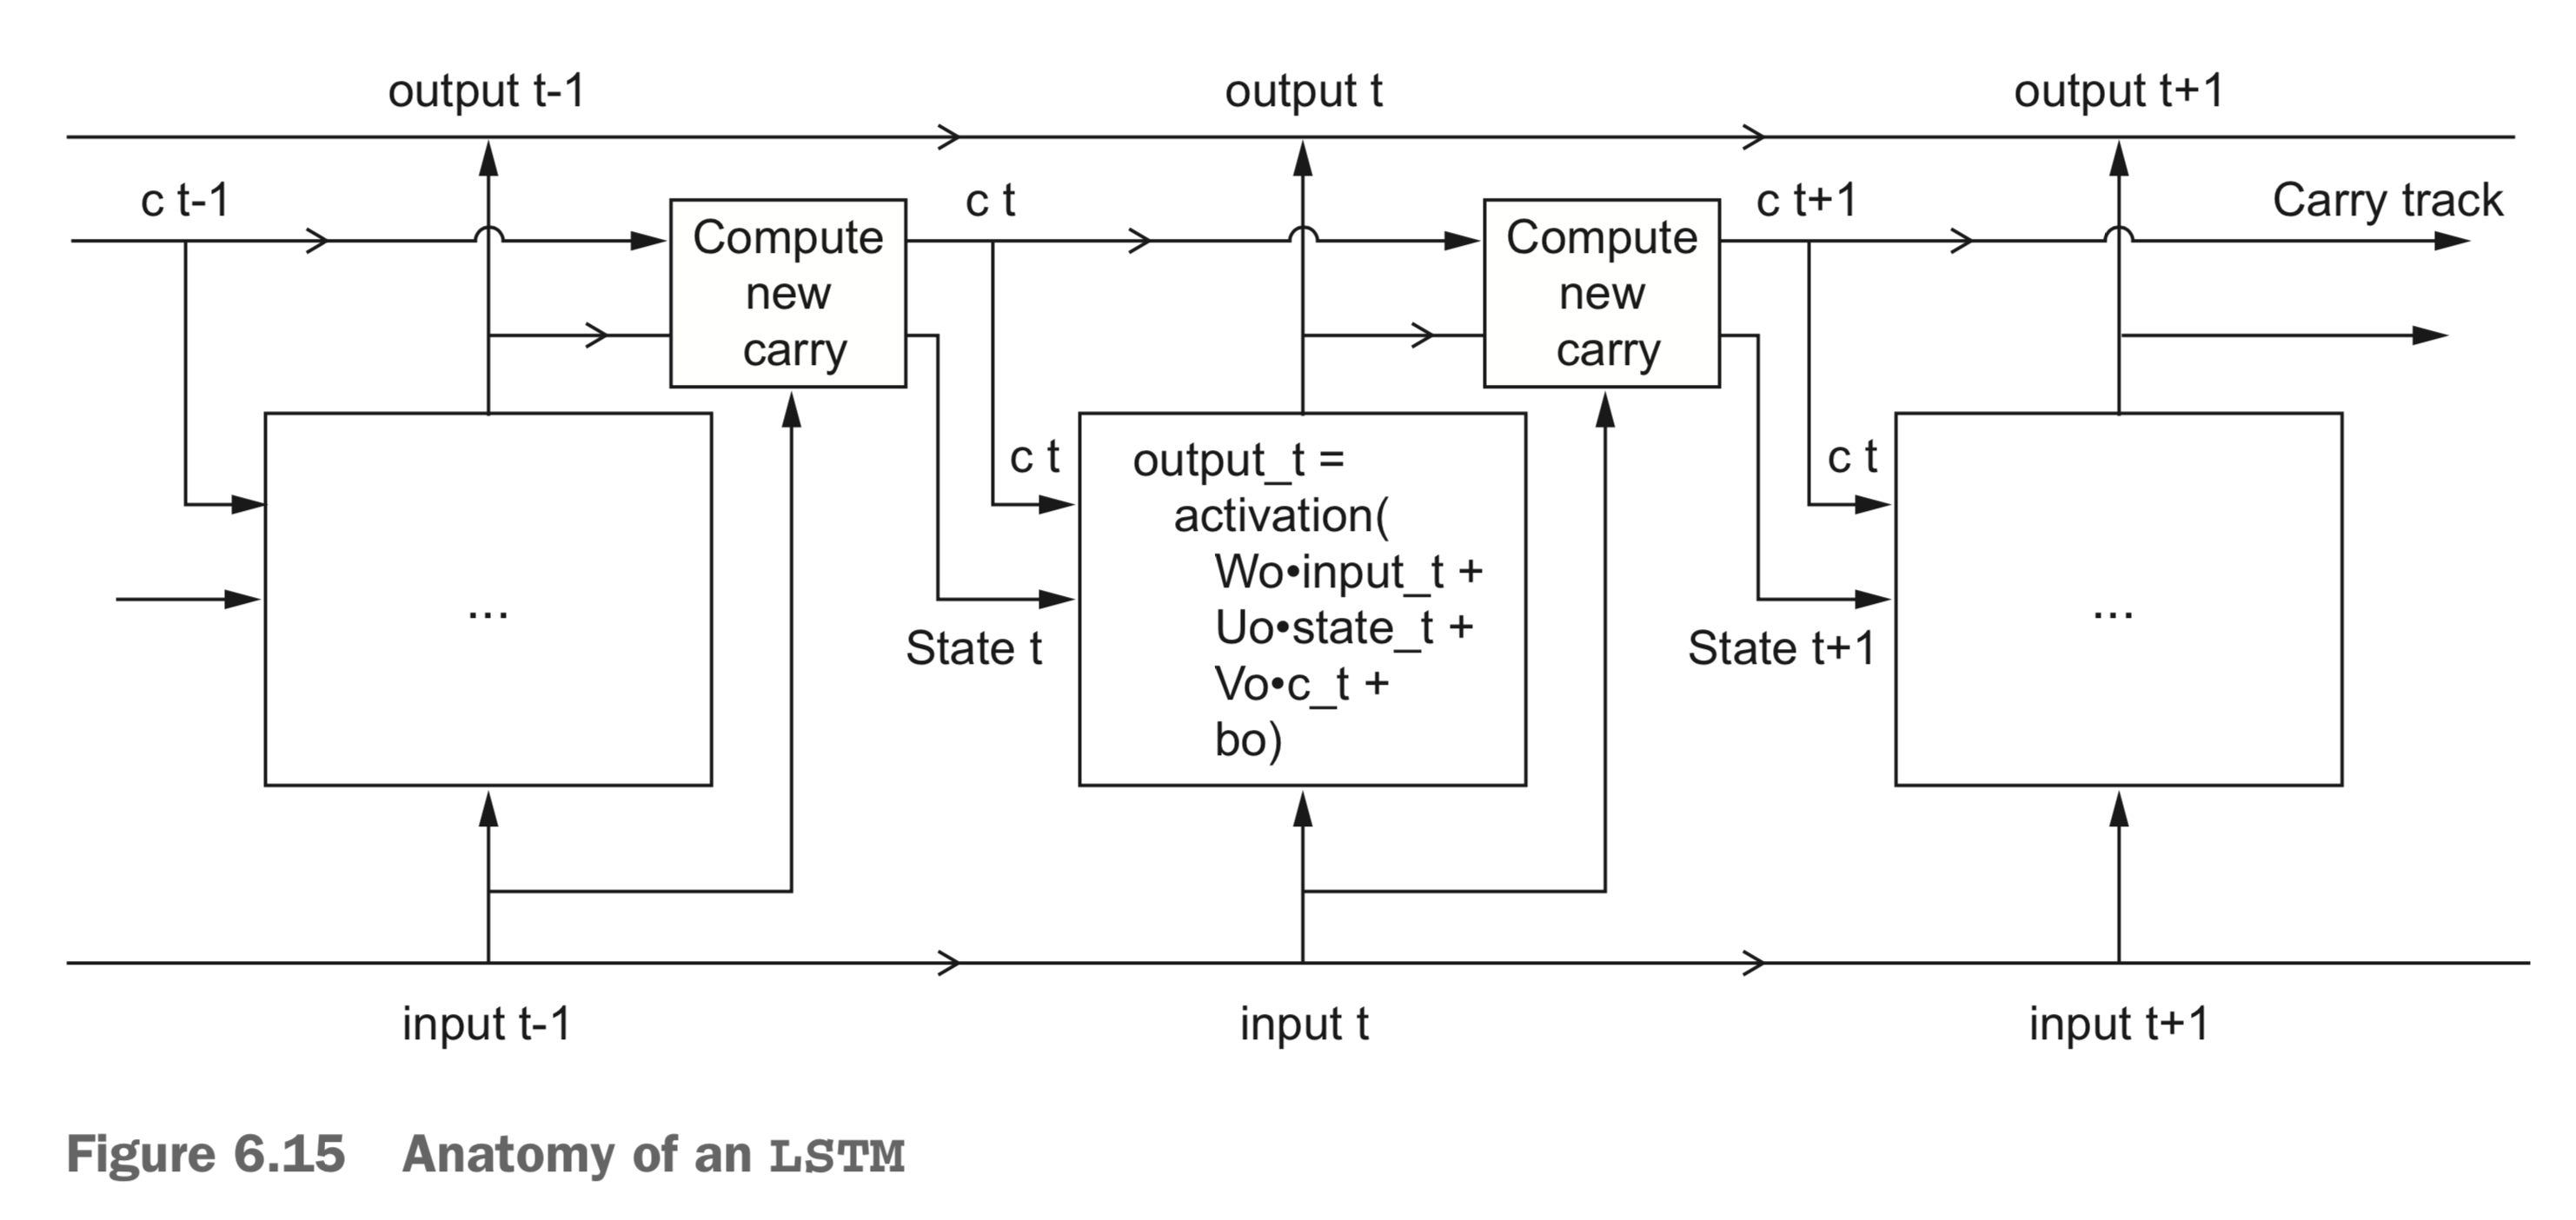 output t-1
output t
output t+1
c t-1
c t
c t+1
Carry track
Compute
new
carry
Compute
new
carry
...
c t
State t
output_t =
activation(
Wo•input_t +
Uo•state_t +
Vo•c_t +
bo)
c t
State t+1
...
input t-1
input t
input t+1
Figure 6.15 Anatomy of an LSTM